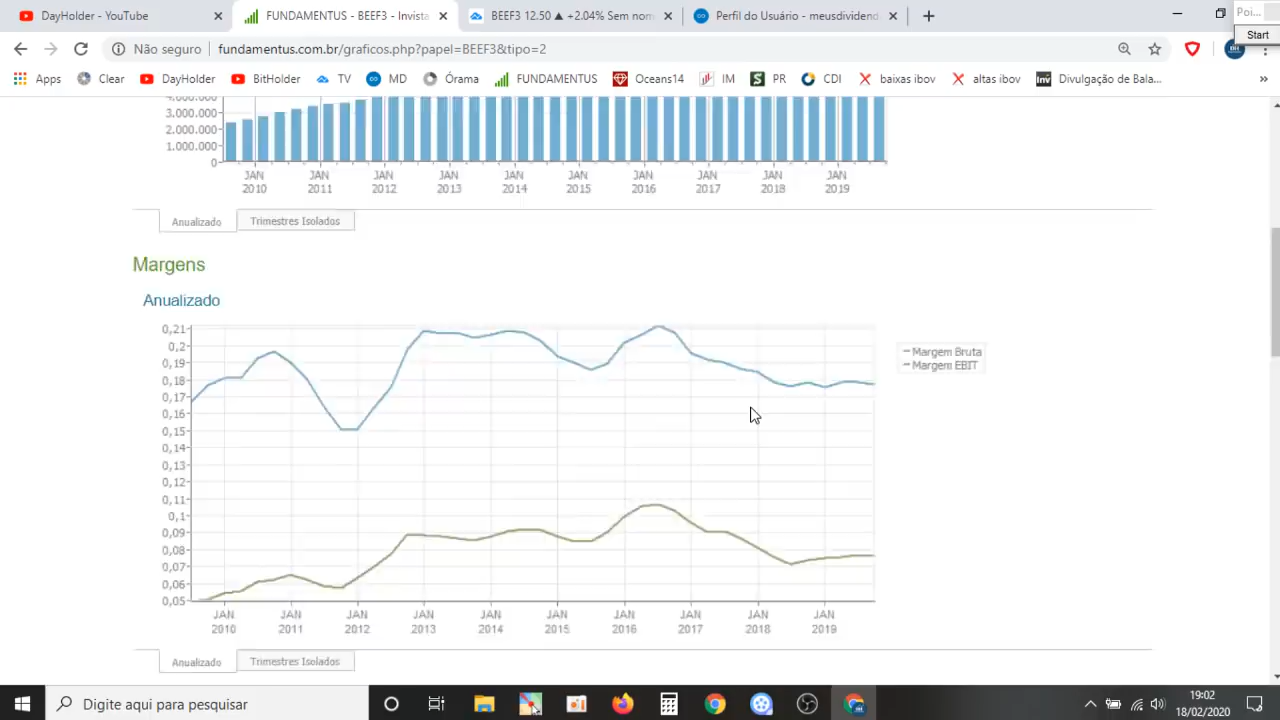 DayHolder - YouTube
FUNDAMENTUS - BEEF3 - Invista
BEEF3 12.50 ▲ +2.04% Sem nom
Perfil do Usuário - meusdividend
Poi...
Start
Não seguro
fundamentus.com.br/graficos.php?papel=BEEF3&tipo=2
Apps
Clear
DayHolder
BitHolder
TV
MD
Órama
FUNDAMENTUS
Oceans14
IM
PR
CDI
baixas ibov
altas ibov
Divulgação de Bala...
»
4.000.000
3.000.000
2.000.000
1.000.000
0
JAN JAN JAN JAN JAN JAN JAN JAN JAN JAN
2010 2011 2012 2013 2014 2015 2016 2017 2018 2019
Anualizado
Trimestres Isolados
Margens
Anualizado
0,21
0,2
0,19
0,18
0,17
0,16
0,15
0,14
0,13
0,12
0,11
0,1
0,09
0,08
0,07
0,06
0,05
Margem Bruta
Margem EBIT
JAN JAN JAN JAN JAN JAN JAN JAN JAN JAN
2010 2011 2012 2013 2014 2015 2016 2017 2018 2019
Anualizado
Trimestres Isolados
Digite aqui para pesquisar
19:02
18/02/2020